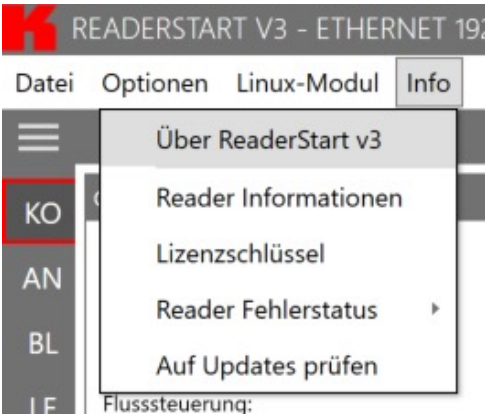 READERSTART V3 - ETHERNET 192
Datei Optionen Linux-Modul Info
Über ReaderStart v3
KO
Reader Informationen
Lizenzschlüssel
AN
Reader Fehlerstatus
BL
Auf Updates prüfen
LE
Flusssteuerung: